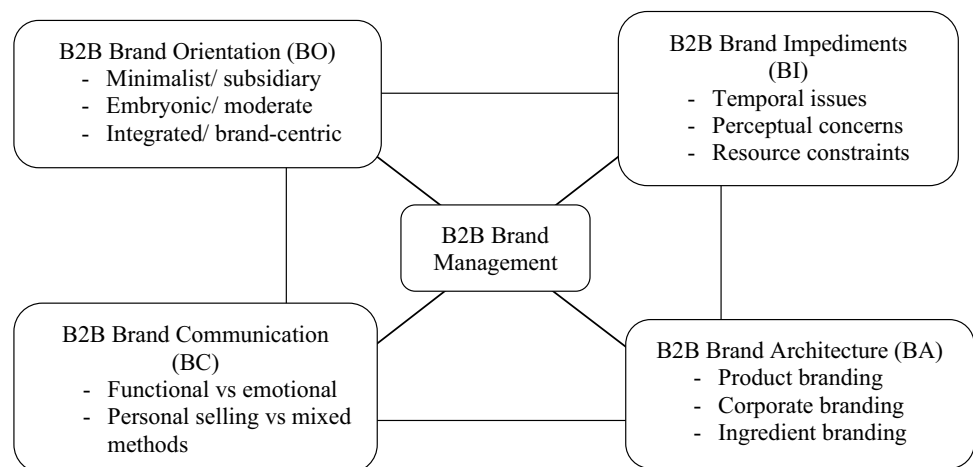 B2B Brand Orientation (BO)
- Minimalist/ subsidiary
- Embryonic/ moderate
- Integrated/ brand-centric
B2B Brand Impediments
(BI)
- Temporal issues
- Perceptual concerns
- Resource constraints
B2B Brand
Management
B2B Brand Communication
(BC)
- Functional vs emotional
- Personal selling vs mixed
methods
B2B Brand Architecture (BA)
- Product branding
- Corporate branding
- Ingredient branding